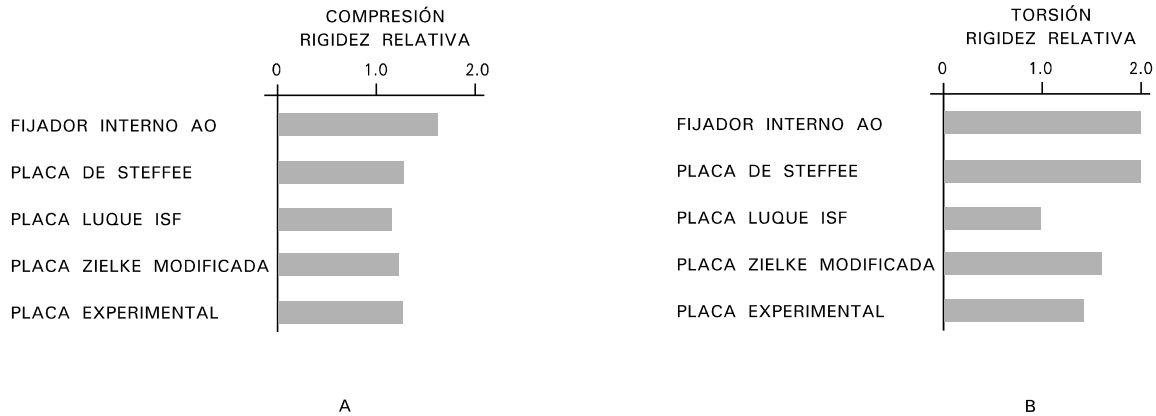 COMPRESIÓN
RIGIDEZ RELATIVA
0 1.0 2.0
FIJADOR INTERNO AO
PLACA DE STEFFEE
PLACA LUQUE ISF
PLACA ZIELKE MODIFICADA
PLACA EXPERIMENTAL
A
TORSIÓN
RIGIDEZ RELATIVA
0 1.0 2.0
FIJADOR INTERNO AO
PLACA DE STEFFEE
PLACA LUQUE ISF
PLACA ZIELKE MODIFICADA
PLACA EXPERIMENTAL
B